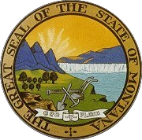 THE GREAT SEAL OF THE STATE OF MONTANA